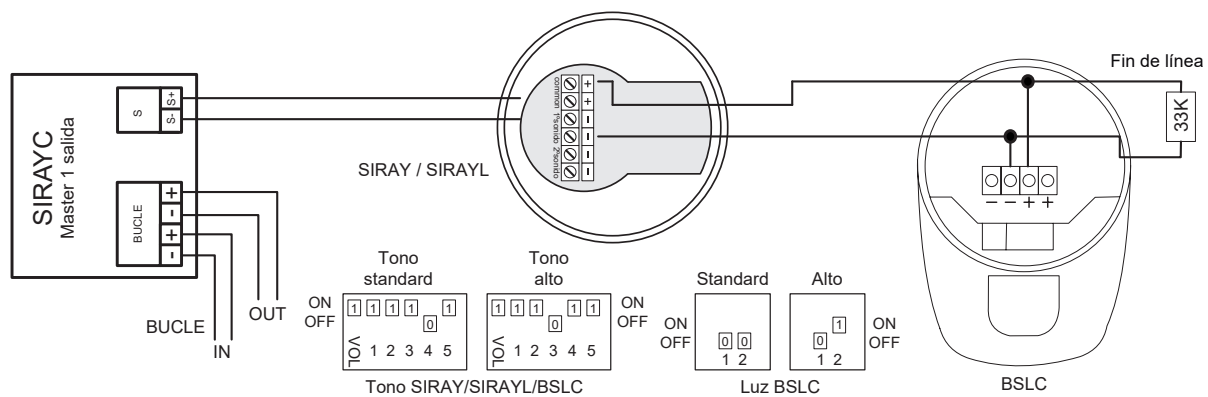 SIRAYC
Master 1 salida
S
S+
S-
BUCLE
+
-
+
-
BUCLE
IN
OUT
SIRAY / SIRAYL
common
1ºsonido
2ºsonido
+
+
-
-
-
-
Fin de línea
33K
− − + +
BSLC
Tono
standard
ON
OFF
1 1 1 1 0 1
VOL 1 2 3 4 5
Tono
alto
1 1 1 0 1 1
VOL 1 2 3 4 5
ON
OFF
Tono SIRAY/SIRAYL/BSLC
Standard
ON
OFF
0 0
1 2
Alto
0 1
1 2
ON
OFF
Luz BSLC